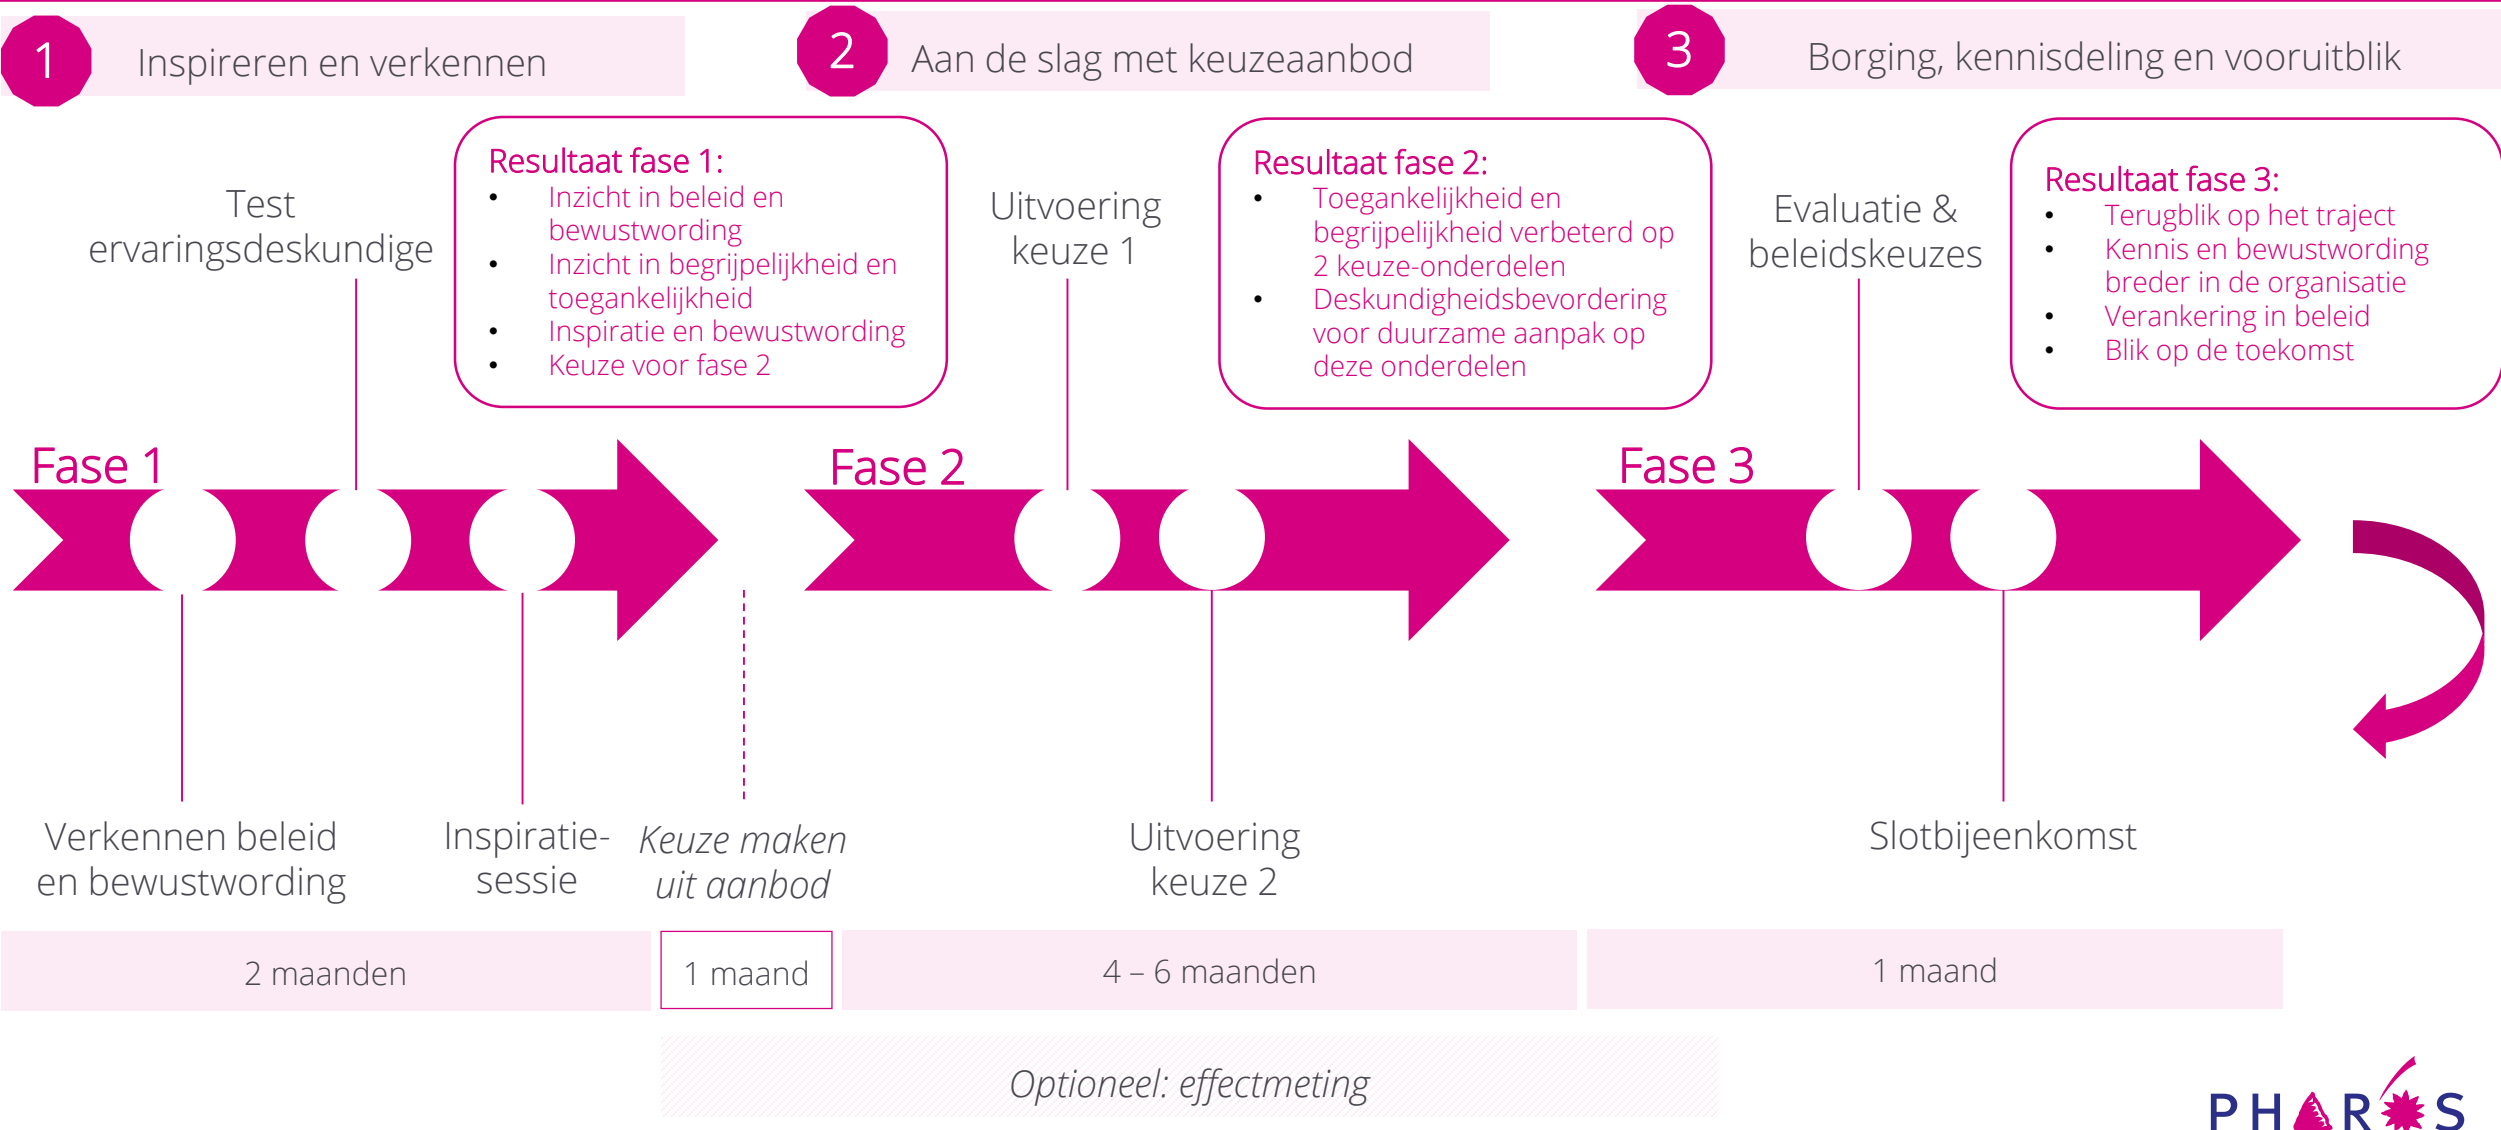 1
Inspireren en verkennen
2
Aan de slag met keuzeaanbod
3
Borging, kennisdeling en vooruitblik
Test
ervaringsdeskundige
Resultaat fase 1:
• Inzicht in beleid en
bewustwording
• Inzicht in begrijpelijkheid en
toegankelijkheid
• Inspiratie en bewustwording
• Keuze voor fase 2
Uitvoering
keuze 1
Resultaat fase 2:
• Toegankelijkheid en
begrijpelijkheid verbeterd op
2 keuze-onderdelen
• Deskundigheidsbevordering
voor duurzame aanpak op
deze onderdelen
Evaluatie &
beleidskeuzes
Resultaat fase 3:
• Terugblik op het traject
• Kennis en bewustwording
breder in de organisatie
• Verankering in beleid
• Blik op de toekomst
Fase 1
Fase 2
Fase 3
Verkennen beleid
en bewustwording
Inspiratie-
sessie
Keuze maken
uit aanbod
Uitvoering
keuze 2
Slotbijeenkomst
2 maanden
1 maand
4 – 6 maanden
1 maand
Optioneel: effectmeting
PHAROS